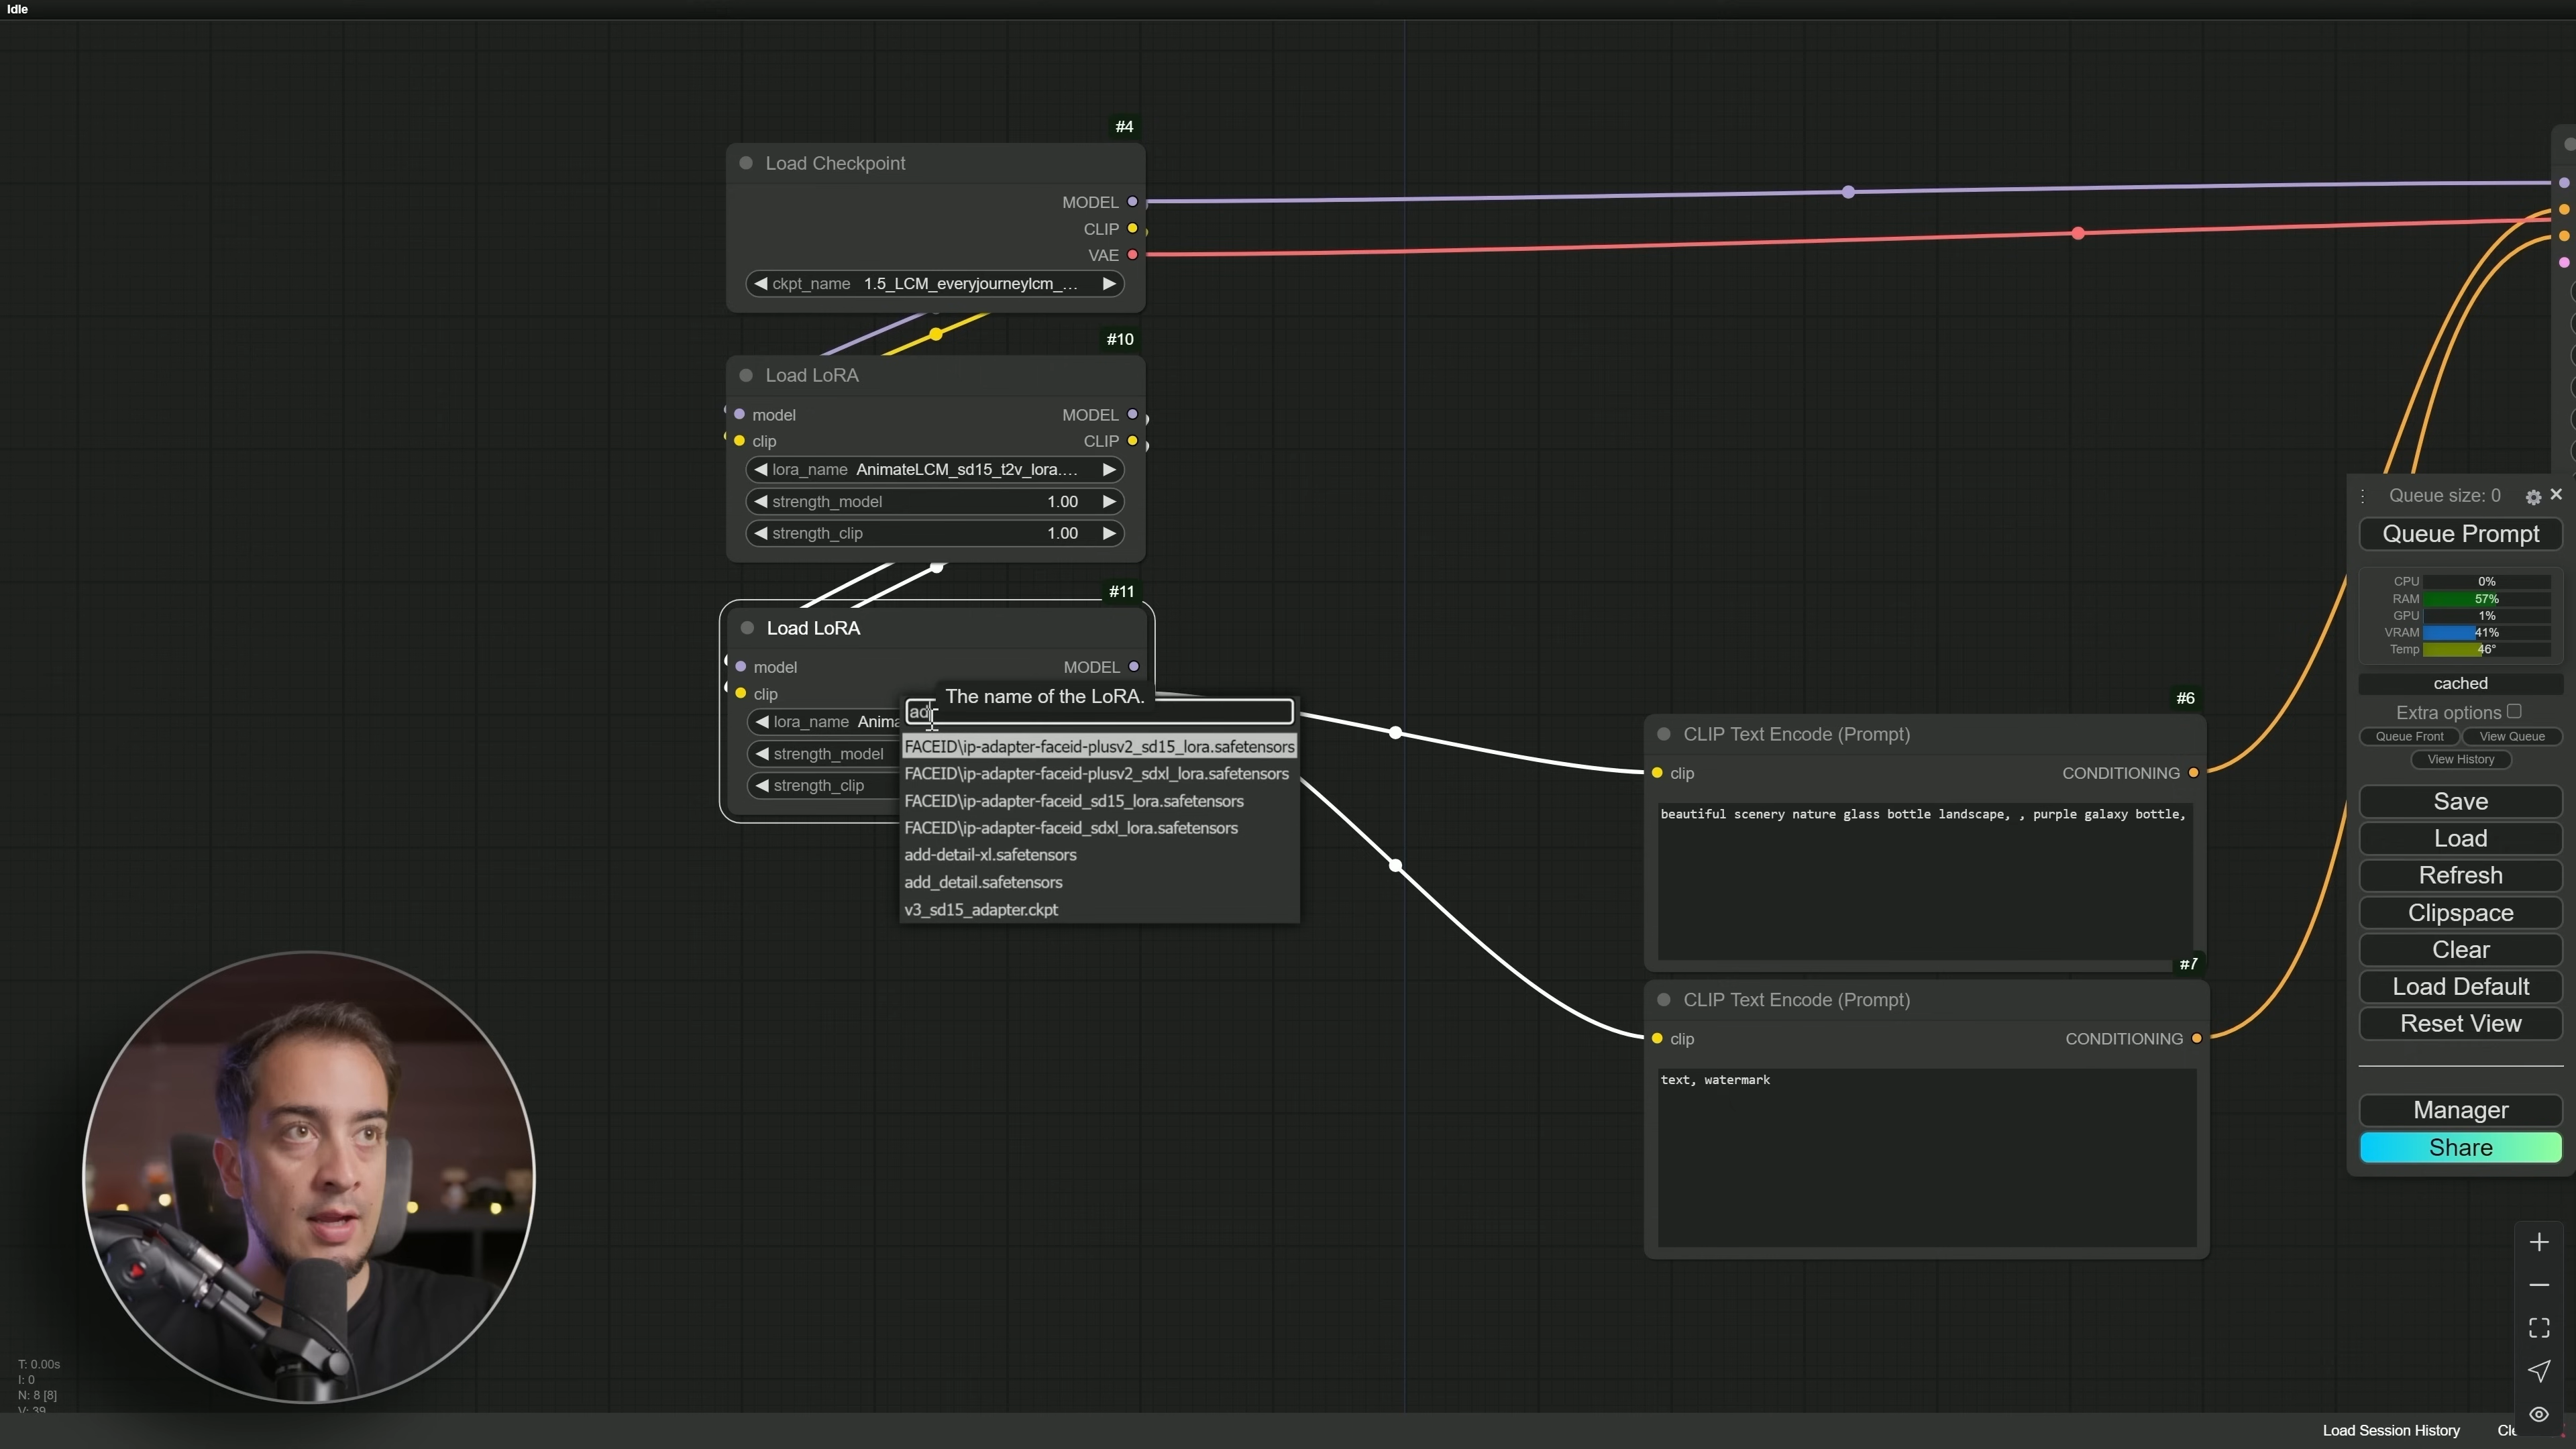 Idle
#4
Load Checkpoint
MODEL
CLIP
VAE
ckpt_name 1.5_LCM_everyjourneylcm_...
#10
Load LoRA
model MODEL
clip CLIP
lora_name AnimateLCM_sd15_t2v_lora....
strength_model 1.00
strength_clip 1.00
#11
Load LoRA
model MODEL
clip
The name of the LoRA.
ad
lora_name Anima
strength_model
strength_clip
FACEID\ip-adapter-faceid-plusv2_sd15_lora.safetensors
FACEID\ip-adapter-faceid-plusv2_sdxl_lora.safetensors
FACEID\ip-adapter-faceid_sd15_lora.safetensors
FACEID\ip-adapter-faceid_sdxl_lora.safetensors
add-detail-xl.safetensors
add_detail.safetensors
v3_sd15_adapter.ckpt
#6
CLIP Text Encode (Prompt)
clip CONDITIONING
beautiful scenery nature glass bottle landscape, , purple galaxy bottle,
#7
CLIP Text Encode (Prompt)
clip CONDITIONING
text, watermark
Queue size: 0
Queue Prompt
CPU 0%
RAM 57%
GPU 1%
VRAM 41%
Temp 46°
cached
Extra options
Queue Front View Queue
View History
Save
Load
Refresh
Clipspace
Clear
Load Default
Reset View
Manager
Share
T: 0.00s
I: 0
N: 8 [8]
V: 39
Load Session History